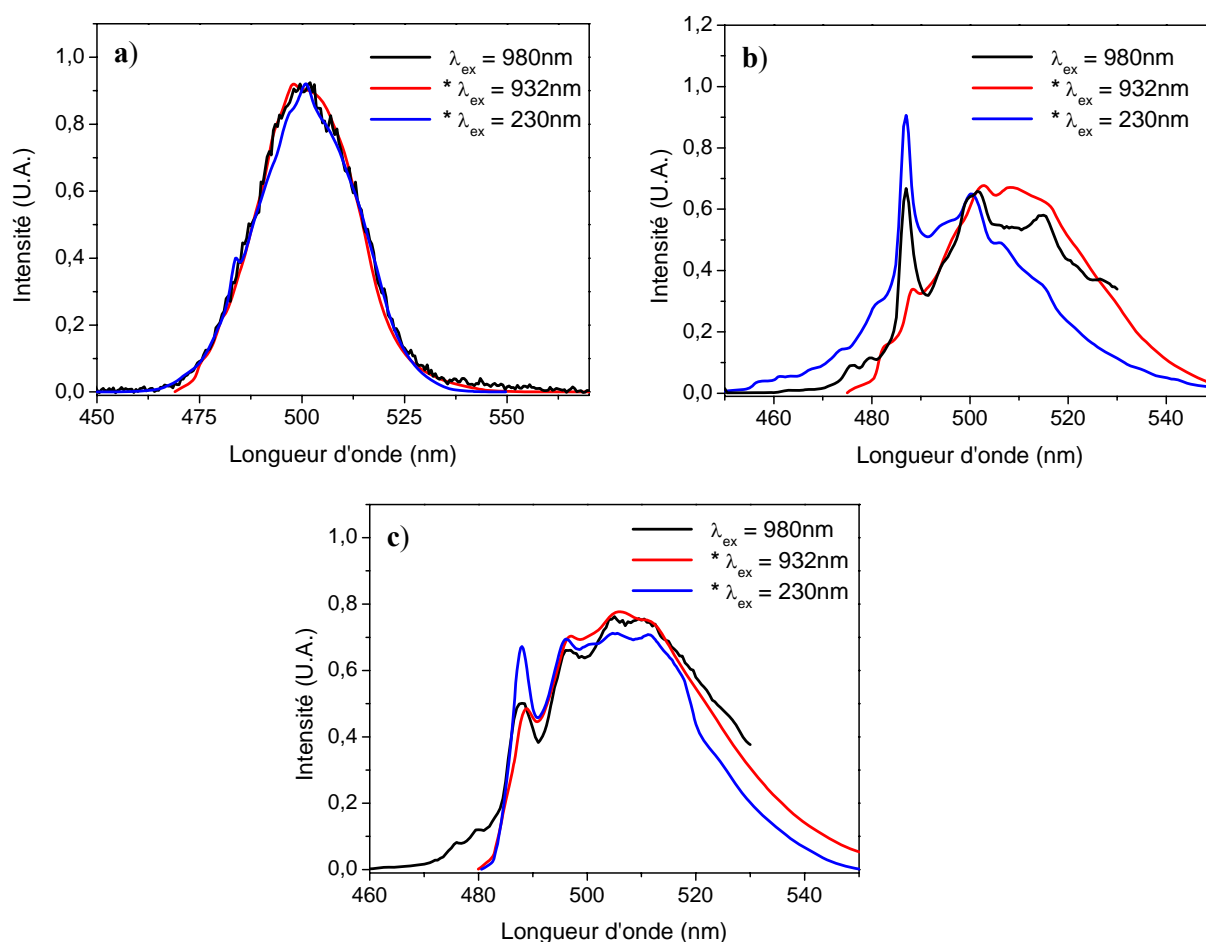 a)
λex = 980nm
* λex = 932nm
* λex = 230nm
1,0
0,8
0,6
0,4
0,2
0,0
Intensité (U.A.)
450 475 500 525 550
Longueur d'onde (nm)
b)
λex = 980nm
* λex = 932nm
* λex = 230nm
1,2
1,0
0,8
0,6
0,4
0,2
0,0
Intensité (U.A.)
460 480 500 520 540
Longueur d'onde (nm)
c)
λex = 980nm
* λex = 932nm
* λex = 230nm
1,0
0,8
0,6
0,4
0,2
0,0
Intensité (U.A.)
460 480 500 520 540
Longueur d'onde (nm)